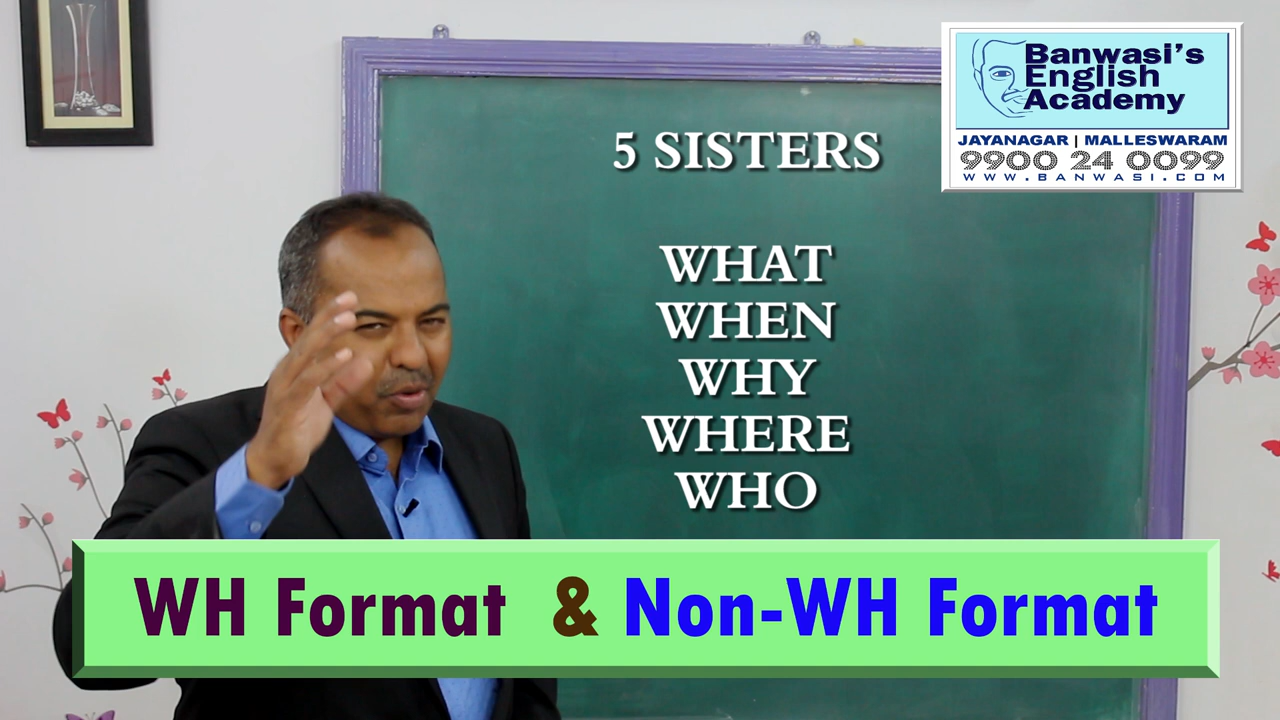 Banwasi's
English
Academy
JAYANAGAR | MALLESWARAM
9900 24 0099
WWW.BANWASI.COM
5 SISTERS
WHAT
WHEN
WHY
WHERE
WHO
WH Format & Non-WH Format